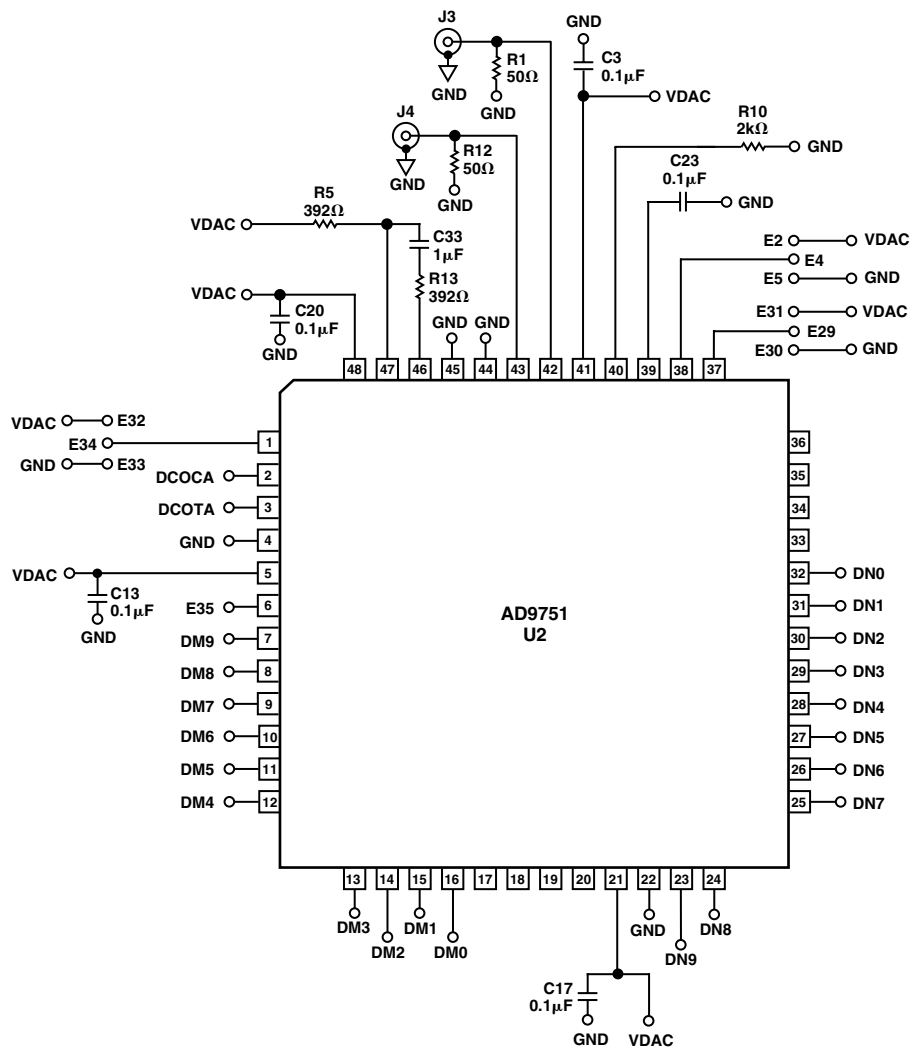 J3
R1
50Ω
GND
GND
GND
C3
0.1μF
VDAC
J4
R12
50Ω
GND
GND
R10
2kΩ
GND
C23
0.1μF
GND
R5
392Ω
VDAC
C33
1μF
R13
392Ω
VDAC
C20
0.1μF
GND
GND
GND
E2
VDAC
E4
E5
GND
E31
VDAC
E29
E30
GND
48
47
46
45
44
43
42
41
40
39
38
37
VDAC
E32
E34
1
GND
E33
DCOCA
2
DCOTA
3
GND
4
VDAC
5
C13
0.1μF
GND
E35
6
DM9
7
DM8
8
DM7
9
DM6
10
DM5
11
DM4
12
AD9751
U2
36
35
34
33
32
DN0
31
DN1
30
DN2
29
DN3
28
DN4
27
DN5
26
DN6
25
DN7
13
14
15
16
17
18
19
20
21
22
23
24
DM3
DM2
DM1
DM0
GND
DN9
DN8
C17
0.1μF
GND
VDAC